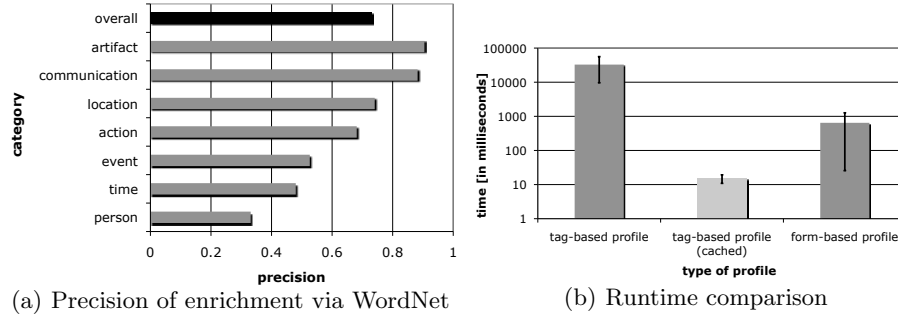 overall
artifact
communication
location
action
event
time
person
category
0 0.2 0.4 0.6 0.8 1
precision
(a) Precision of enrichment via WordNet
100000
10000
1000
100
10
1
time [in milliseconds]
tag-based profile tag-based profile form-based profile
(cached)
type of profile
(b) Runtime comparison